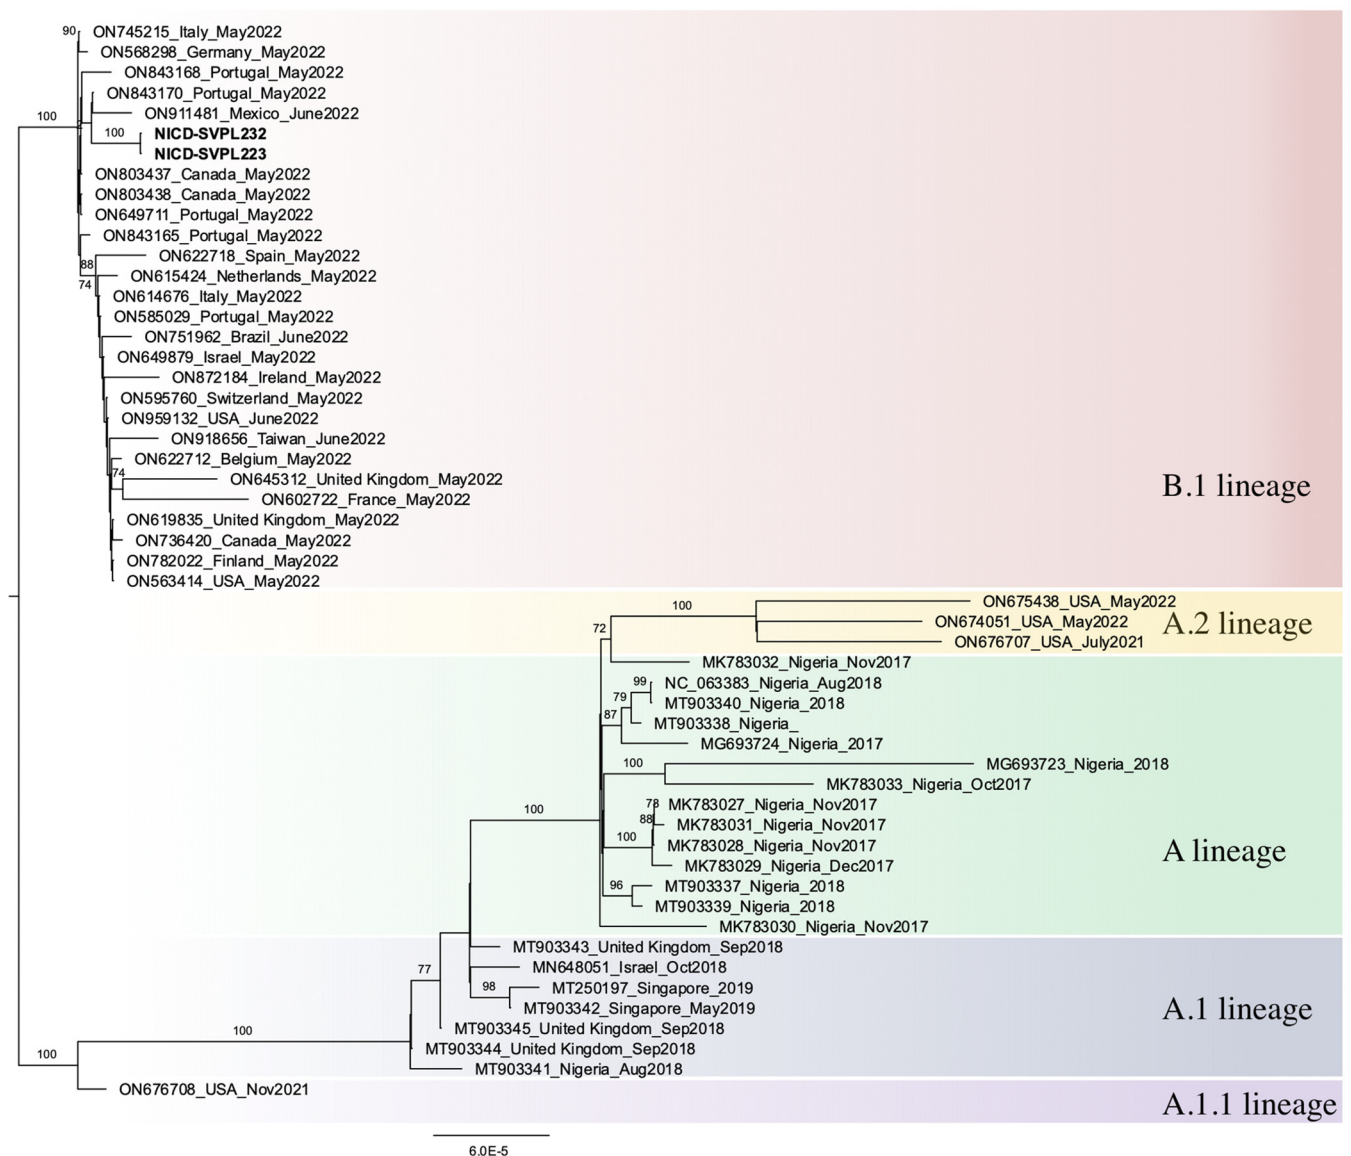 90
ON745215_Italy_May2022
ON568298_Germany_May2022
ON843168_Portugal_May2022
ON843170_Portugal_May2022
ON911481_Mexico_June2022
100
100
NICD-SVPL232
NICD-SVPL223
ON803437_Canada_May2022
ON803438_Canada_May2022
ON649711_Portugal_May2022
ON843165_Portugal_May2022
ON622718_Spain_May2022
88
ON615424_Netherlands_May2022
74
ON614676_Italy_May2022
ON585029_Portugal_May2022
ON751962_Brazil_June2022
ON649879_Israel_May2022
ON872184_Ireland_May2022
ON595760_Switzerland_May2022
ON959132_USA_June2022
ON918656_Taiwan_June2022
ON622712_Belgium_May2022
74
ON645312_United Kingdom_May2022
B.1 lineage
ON602722_France_May2022
ON619835_United Kingdom_May2022
ON736420_Canada_May2022
ON782022_Finland_May2022
ON563414_USA_May2022
100
ON675438_USA_May2022
ON674051_USA_May2022
A.2 lineage
72
ON676707_USA_July2021
MK783032_Nigeria_Nov2017
99
NC_063383_Nigeria_Aug2018
79
MT903340_Nigeria_2018
87
MT903338_Nigeria_
MG693724_Nigeria_2017
100
MG693723_Nigeria_2018
MK783033_Nigeria_Oct2017
100
78
MK783027_Nigeria_Nov2017
88
MK783031_Nigeria_Nov2017
100
MK783028_Nigeria_Nov2017
A lineage
MK783029_Nigeria_Dec2017
96
MT903337_Nigeria_2018
MT903339_Nigeria_2018
MK783030_Nigeria_Nov2017
MT903343_United Kingdom_Sep2018
77
MN648051_Israel_Oct2018
98
MT250197_Singapore_2019
MT903342_Singapore_May2019
A.1 lineage
100
MT903345_United Kingdom_Sep2018
MT903344_United Kingdom_Sep2018
100
MT903341_Nigeria_Aug2018
ON676708_USA_Nov2021
A.1.1 lineage
6.0E-5